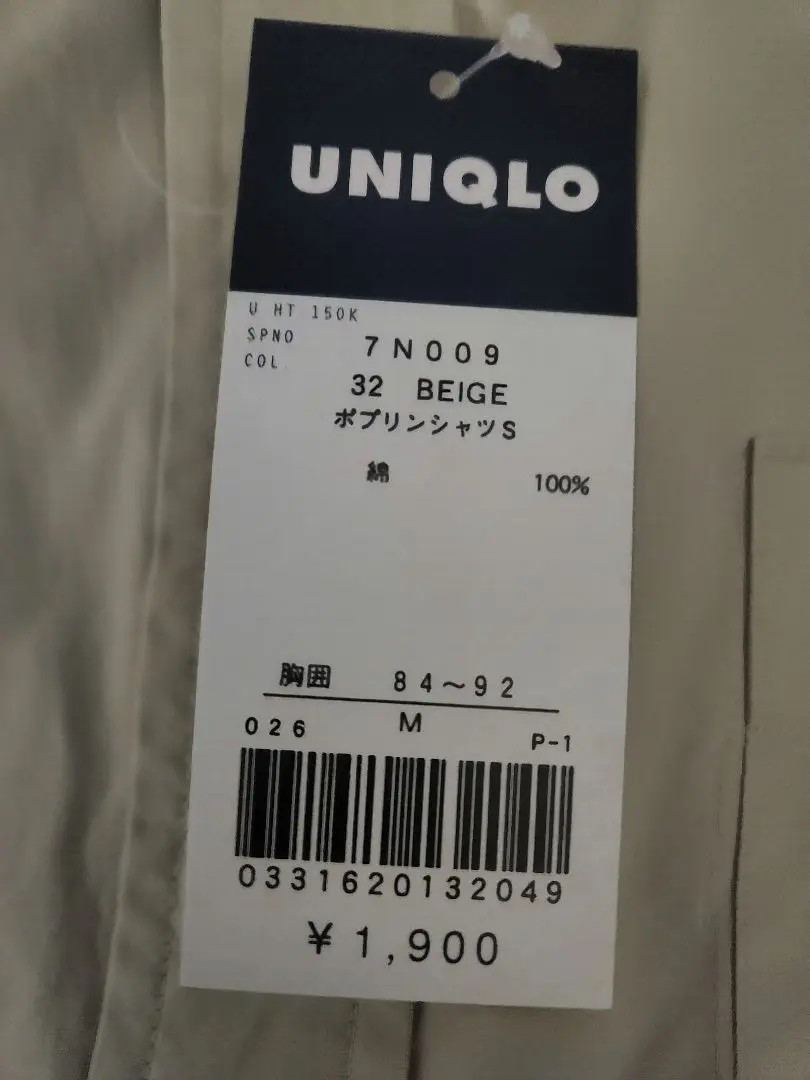 UNIQLO
U HT 150K
SPNO 7N009
COL 32 BEIGE
ポプリンシャツS
綿 100%
胸囲 84~92
M
026 P-1
0331620132049
¥1,900